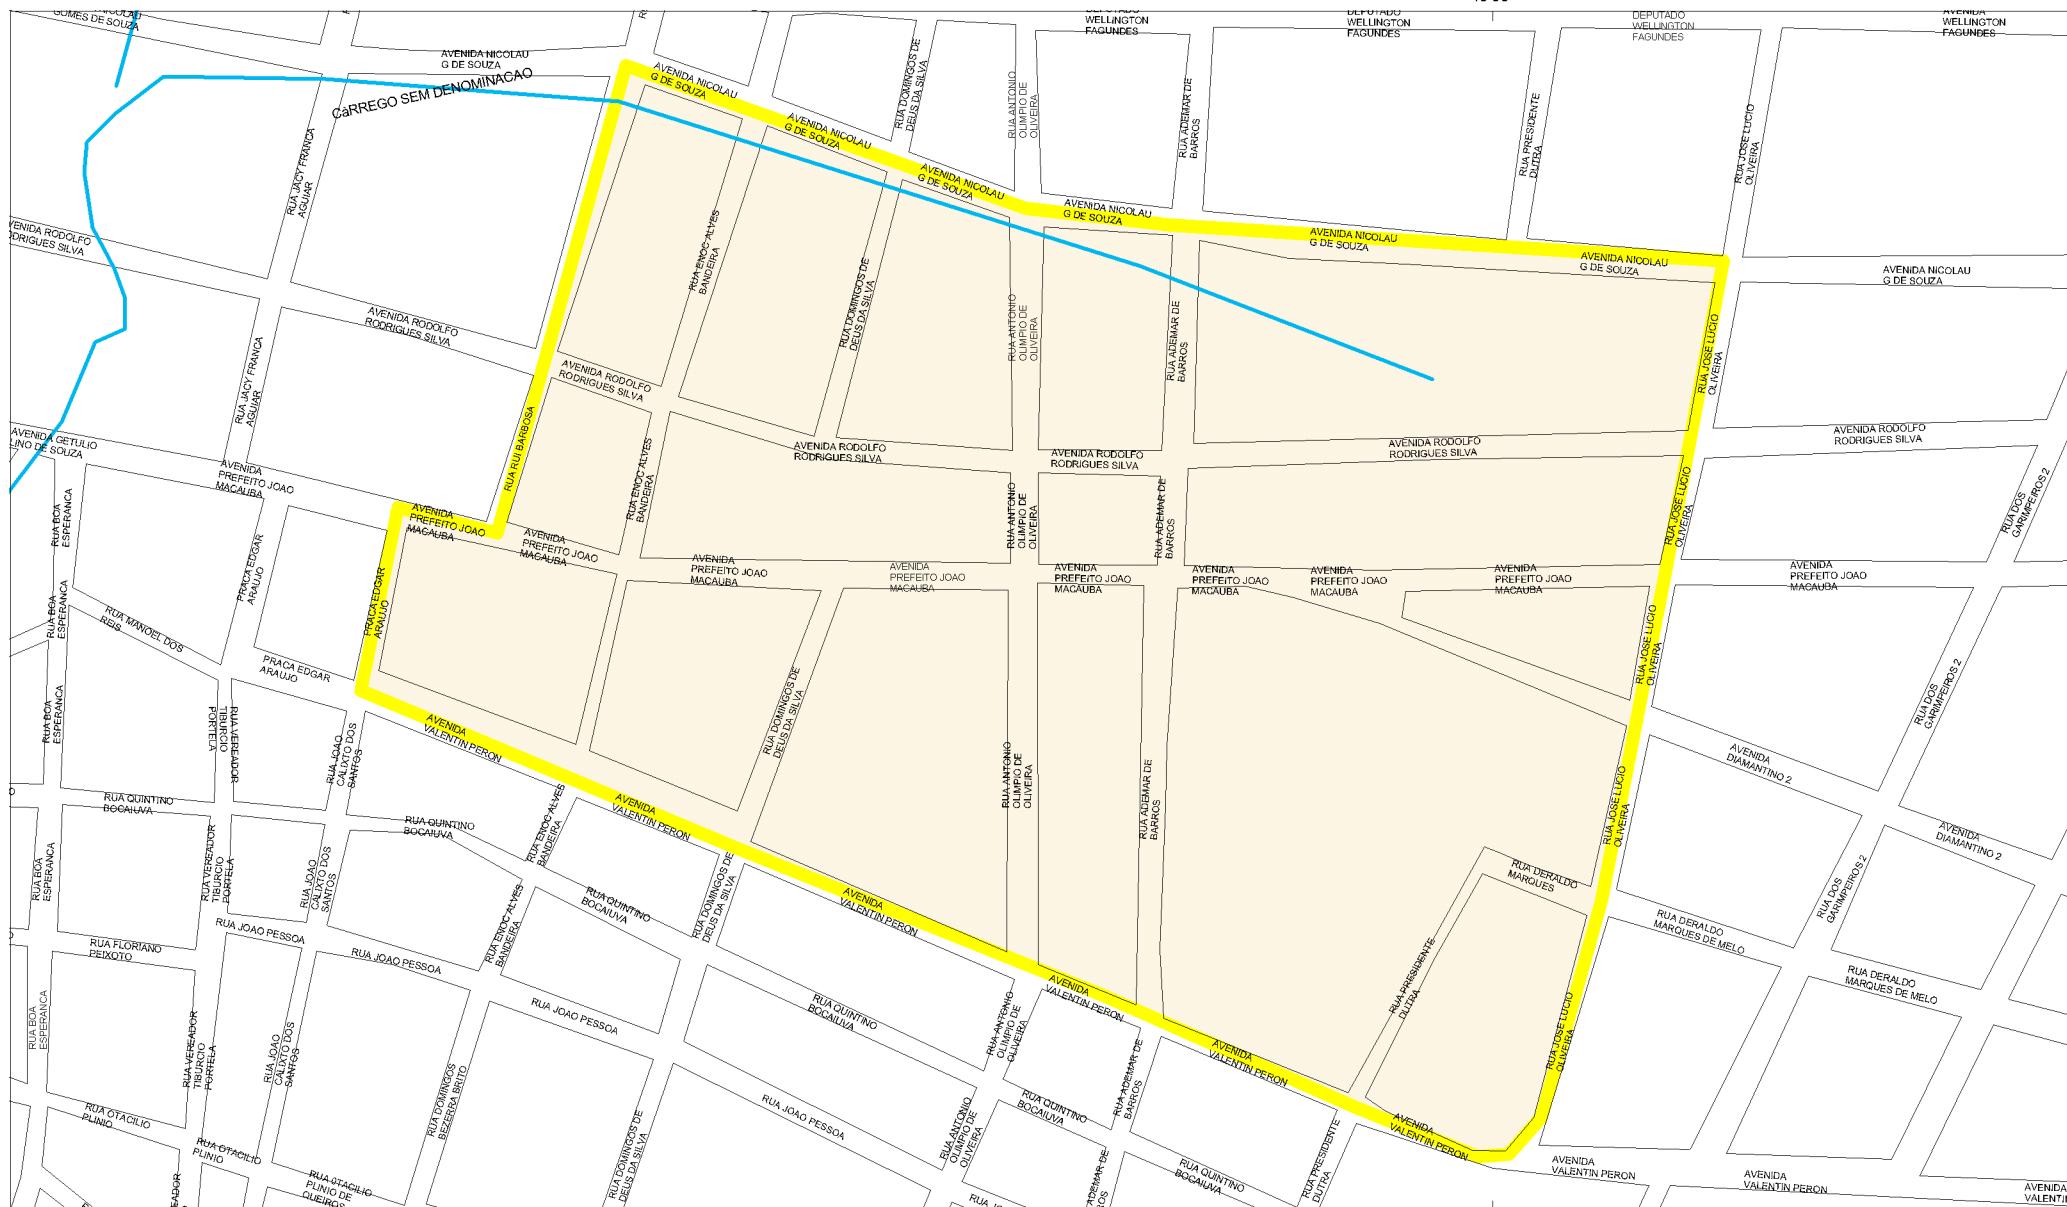 GOMES DE SOUZA
AVENIDA NICOLAU
G DE SOUZA
CàRREGO SEM DENOMINACAO
AVENIDA NICOLAU
G DE SOUZA
RUA DOMINGOS DE
DEUS DA SILVA
AVENIDA NICOLAU
G DE SOUZA
AVENIDA NICOLAU
G DE SOUZA
RUA ANTONIO
OLIMPIO DE
OLIVEIRA
WELLINGTON
FAGUNDES
RUA ADEMAR DE
BARROS
DEPUTADO
WELLINGTON
FAGUNDES
RUA PRESIDENTE
DUTRA
DEPUTADO
WELLINGTON
FAGUNDES
RUA JOSE LUCIO
OLIVEIRA
AVENIDA
WELLINGTON
FAGUNDES
RUA JACY FRANCA
AGUIAR
AVENIDA NICOLAU
G DE SOUZA
AVENIDA NICOLAU
G DE SOUZA
AVENIDA NICOLAU
G DE SOUZA
AVENIDA NICOLAU
G DE SOUZA
VENIDA RODOLFO
DRIGUES SILVA
AVENIDA RODOLFO
RODRIGUES SILVA
RUA ENOC ALVES
BANDEIRA
RUA DOMINGOS DE
DEUS DA SILVA
RUA ANTONIO
OLIMPIO DE
OLIVEIRA
RUA ADEMAR DE
BARROS
RUA JOSE LUCIO
OLIVEIRA
RUA JACY FRANCA
AGUIAR
AVENIDA RODOLFO
RODRIGUES SILVA
AVENIDA GETULIO
LINO DE SOUZA
AVENIDA
PREFEITO JOAO
MACAUBA
RUA RUI BARBOSA
RUA ENOC ALVES
BANDEIRA
AVENIDA RODOLFO
RODRIGUES SILVA
AVENIDA RODOLFO
RODRIGUES SILVA
AVENIDA RODOLFO
RODRIGUES SILVA
AVENIDA RODOLFO
RODRIGUES SILVA
RUA BOA
ESPERANCA
PRACA EDGAR
ARAUJO
AVENIDA
PREFEITO JOAO
MACAUBA
AVENIDA
PREFEITO JOAO
MACAUBA
RUA ANTONIO
OLIMPIO DE
OLIVEIRA
RUA ADEMAR DE
BARROS
RUA JOSE LUCIO
OLIVEIRA
RUA DOS
GARIMPEIROS 2
AVENIDA
PREFEITO JOAO
MACAUBA
AVENIDA
PREFEITO JOAO
MACAUBA
AVENIDA
PREFEITO JOAO
MACAUBA
AVENIDA
PREFEITO JOAO
MACAUBA
AVENIDA
PREFEITO JOAO
MACAUBA
AVENIDA
PREFEITO JOAO
MACAUBA
AVENIDA
PREFEITO JOAO
MACAUBA
RUA BOA
ESPERANCA
RUA MANOEL DOS
REIS
PRACA EDGAR
ARAUJO
PRACA EDGAR
ARAUJO
RUA JOSE LUCIO
OLIVEIRA
RUA BOA
ESPERANCA
RUA VEREADOR
TIBURCIO
PORTELA
RUA JOAO
CALIXTO DOS
SANTOS
AVENIDA
VALENTIN PERON
RUA DOMINGOS DE
DEUS DA SILVA
RUA ANTONIO
OLIMPIO DE
OLIVEIRA
RUA ADEMAR DE
BARROS
RUA JOSE LUCIO
OLIVEIRA
AVENIDA
DIAMANTINO 2
RUA DOS
GARIMPEIROS 2
RUA QUINTINO
BOCAIUVA
RUA QUINTINO
BOCAIUVA
AVENIDA
VALENTIN PERON
RUA ENOC ALVES
BANDEIRA
AVENIDA
DIAMANTINO 2
RUA BOA
ESPERANCA
RUA VEREADOR
TIBURCIO
PORTELA
RUA JOAO
CALIXTO DOS
SANTOS
RUA ENOC ALVES
BANDEIRA
RUA QUINTINO
BOCAIUVA
RUA DOMINGOS DE
DEUS DA SILVA
AVENIDA
VALENTIN PERON
RUA DERALDO
MARQUES
RUA DERALDO
MARQUES DE MELO
RUA DOS
GARIMPEIROS 2
RUA JOAO PESSOA
RUA FLORIANO
PEIXOTO
RUA JOAO PESSOA
RUA JOAO PESSOA
RUA QUINTINO
BOCAIUVA
RUA ANTONIO
OLIMPIO DE
OLIVEIRA
AVENIDA
VALENTIN PERON
RUA PRESIDENTE
DUTRA
RUA JOSE LUCIO
OLIVEIRA
RUA DERALDO
MARQUES DE MELO
RUA BOA
ESPERANCA
RUA VEREADOR
TIBURCIO
PORTELA
RUA JOAO
CALIXTO DOS
SANTOS
RUA DOMINGOS
BEZERRA BRITO
AVENIDA
VALENTIN PERON
RUA QUINTINO
BOCAIUVA
RUA ADEMAR DE
BARROS
RUA JOAO PESSOA
RUA OTACILIO
PLINIO
RUA OTACILIO
PLINIO
RUA OTACILIO
PLINIO DE
QUEIROS
RUA DOMINGOS DE
DEUS DA SILVA
RUA ANTONIO
OLIMPIO DE
OLIVEIRA
RUA QUINTINO
BOCAIUVA
RUA PRESIDENTE
DUTRA
AVENIDA
VALENTIN PERON
AVENIDA
VALENTIN PERON
AVENIDA
VALENTIN PERON
AVENIDA
VALENTI
EADOR
ADEMAR DE
RUA